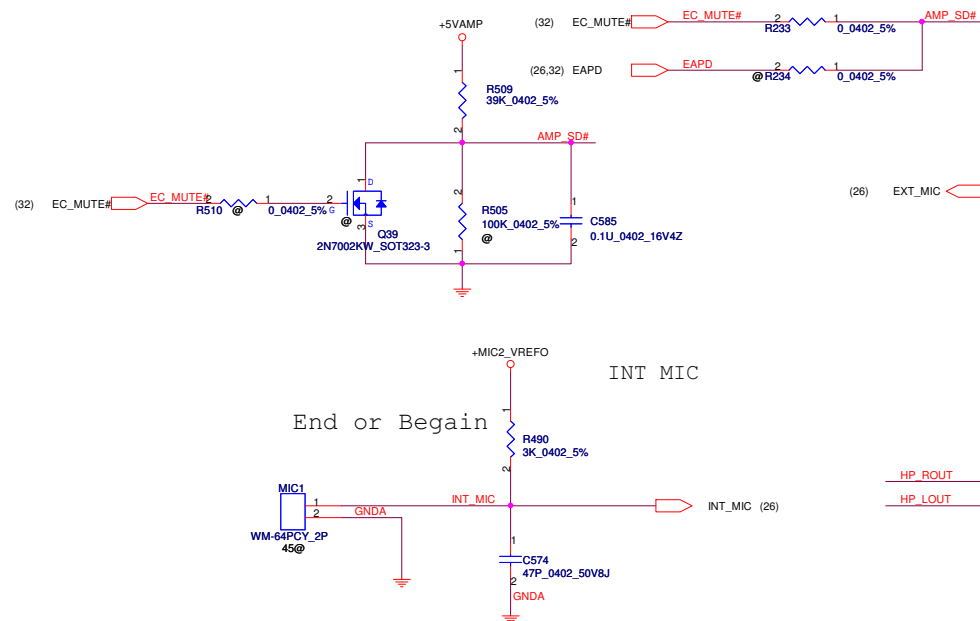 +5VAMP
(32) EC_MUTE# EC_MUTE# 2 1 AMP_SD#
R233 0_0402_5%
(26,32) EAPD EAPD 2 1
@ R234 0_0402_5%
1
R509
39K_0402_5%
2
AMP_SD#
1 D
(32) EC_MUTE# EC_MUTE# 2 1 2 G
R510 @ 0_0402_5%
@ 3 S
Q39
2N7002KW_SOT323-3
2
R505
100K_0402_5%
@
1
1
C585
0.1U_0402_16V4Z
2
(26) EXT_MIC
+MIC2_VREFO
INT MIC
End or Begain
1
R490
3K_0402_5%
2
MIC1
1 INT_MIC INT_MIC (26)
2 GNDA
WM-64PCY_2P
45@
1
C574
47P_0402_50V8J
2
GNDA
HP_ROUT
HP_LOUT